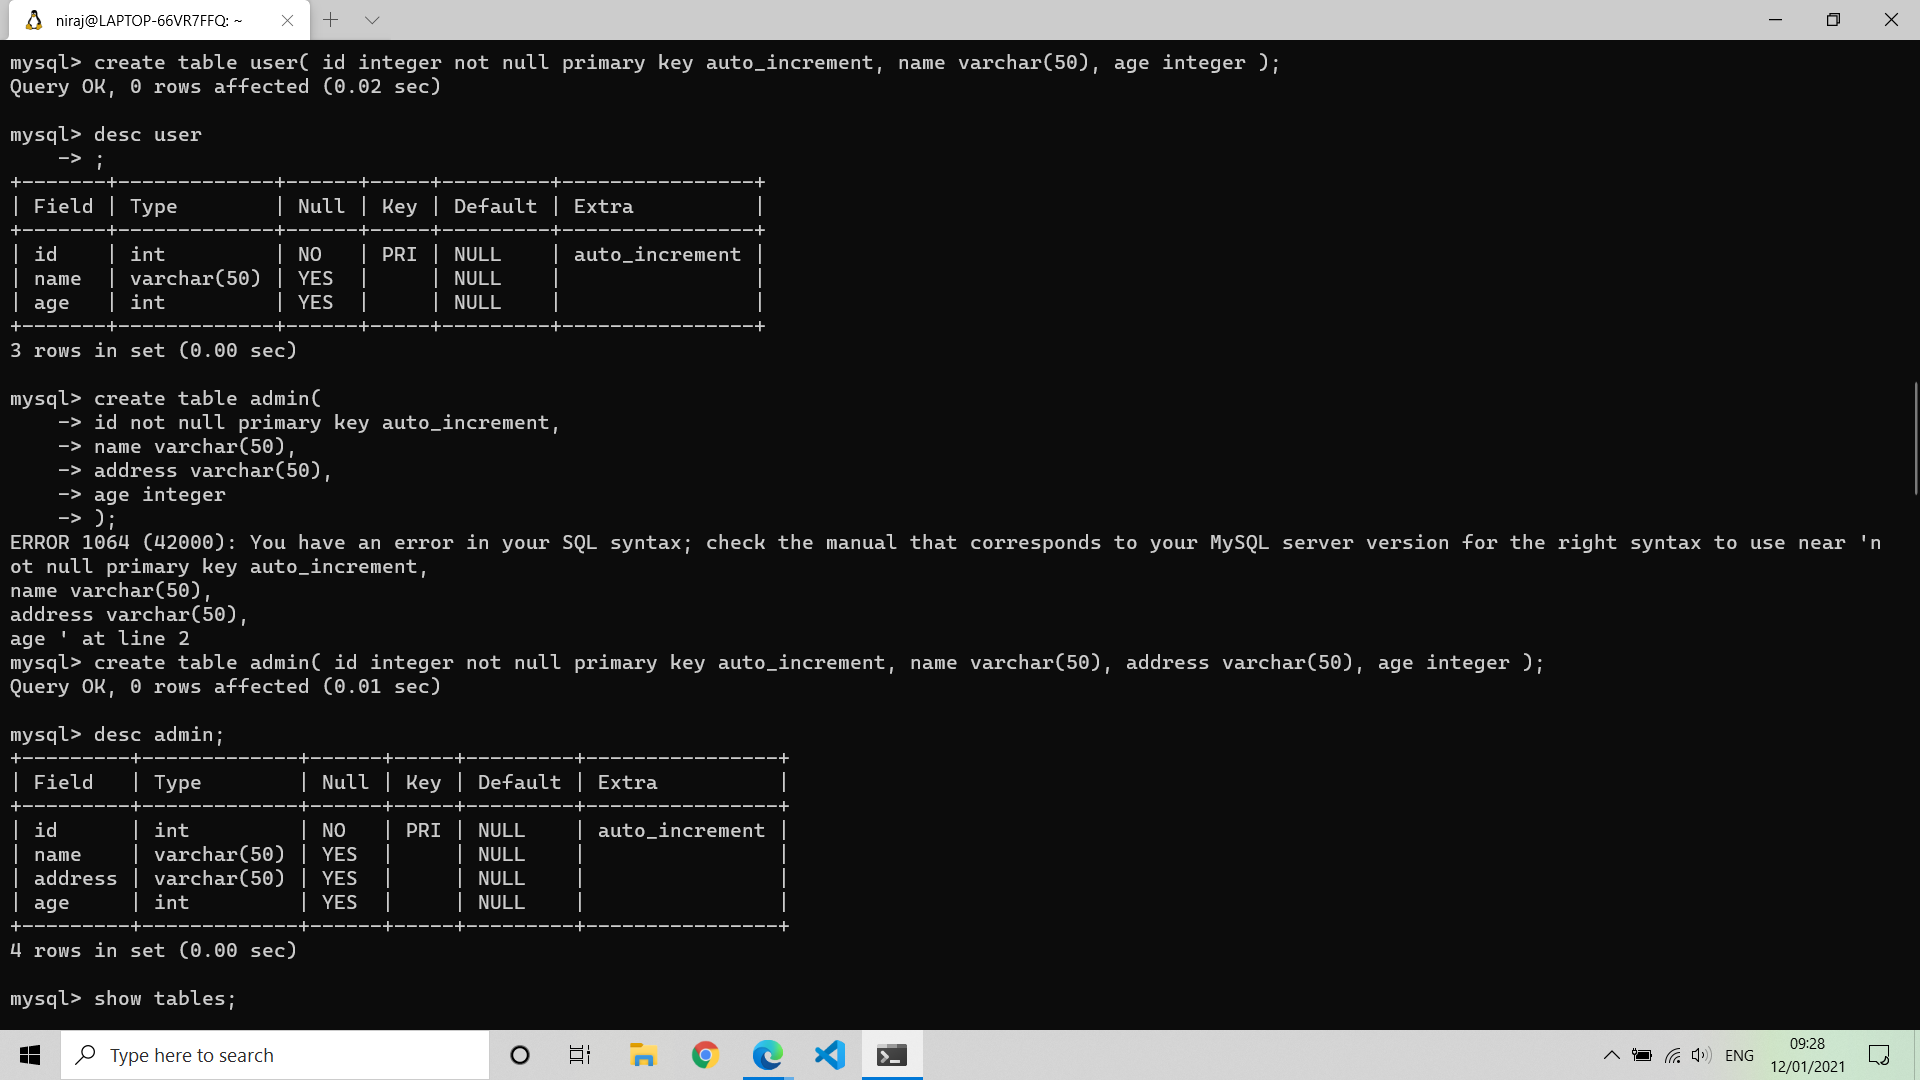 niraj@LAPTOP-66VR7FFQ: ~
mysql> create table user( id integer not null primary key auto_increment, name varchar(50), age integer );
Query OK, 0 rows affected (0.02 sec)
mysql> desc user
    -> ;
+-------+-------------+------+-----+---------+----------------+
| Field | Type        | Null | Key | Default | Extra          |
+-------+-------------+------+-----+---------+----------------+
| id    | int         | NO   | PRI | NULL    | auto_increment |
| name  | varchar(50) | YES  |     | NULL    |                |
| age   | int         | YES  |     | NULL    |                |
+-------+-------------+------+-----+---------+----------------+
3 rows in set (0.00 sec)
mysql> create table admin(
    -> id not null primary key auto_increment,
    -> name varchar(50),
    -> address varchar(50),
    -> age integer
    -> );
ERROR 1064 (42000): You have an error in your SQL syntax; check the manual that corresponds to your MySQL server version for the right syntax to use near 'n
ot null primary key auto_increment,
name varchar(50),
address varchar(50),
age ' at line 2
mysql> create table admin( id integer not null primary key auto_increment, name varchar(50), address varchar(50), age integer );
Query OK, 0 rows affected (0.01 sec)
mysql> desc admin;
+---------+-------------+------+-----+---------+----------------+
| Field   | Type        | Null | Key | Default | Extra          |
+---------+-------------+------+-----+---------+----------------+
| id      | int         | NO   | PRI | NULL    | auto_increment |
| name    | varchar(50) | YES  |     | NULL    |                |
| address | varchar(50) | YES  |     | NULL    |                |
| age     | int         | YES  |     | NULL    |                |
+---------+-------------+------+-----+---------+----------------+
4 rows in set (0.00 sec)
mysql> show tables;
Type here to search
ENG
09:28
12/01/2021